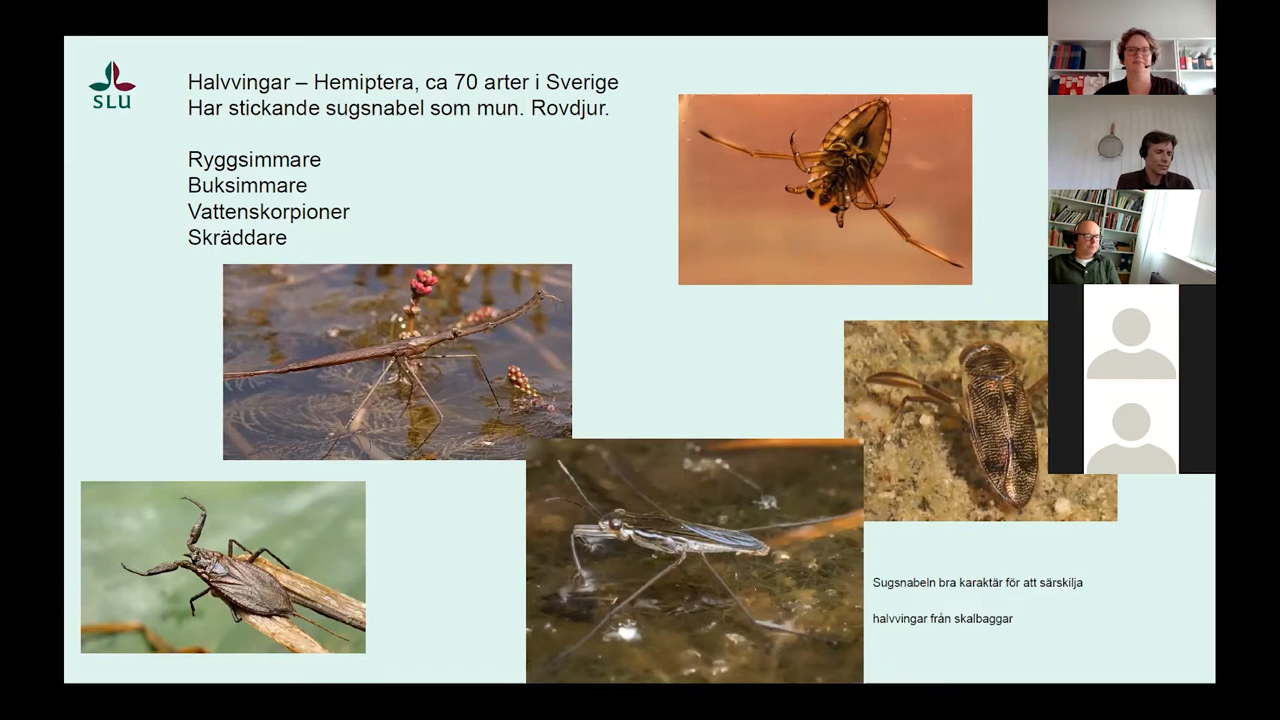 SLU
Halvvingar – Hemiptera, ca 70 arter i Sverige
Har stickande sugsnabel som mun. Rovdjur.
Ryggsimmare
Buksimmare
Vattenskorpioner
Skräddare
Sugsnabeln bra karaktär för att särskilja
halvvingar från skalbaggar